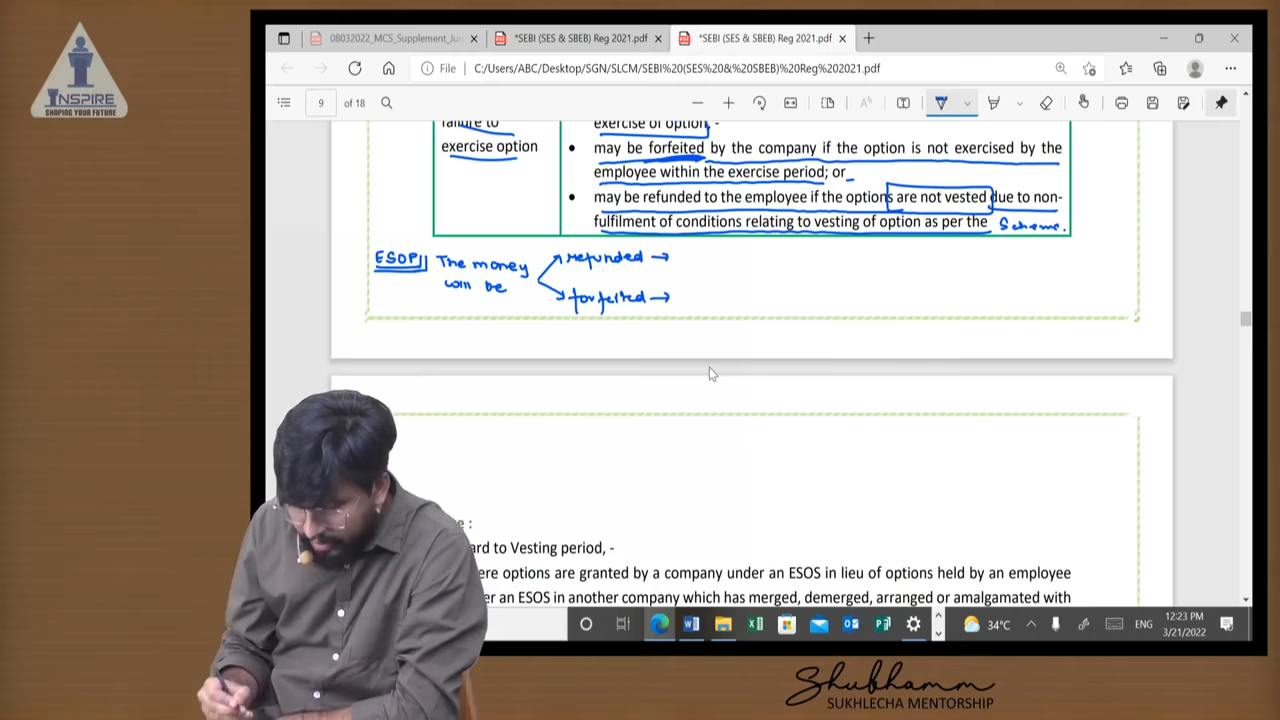 INSPIRE
SHAPING YOUR FUTURE
08032022_MCS_Supplement_Jun
*SEBI (SES & SBEB) Reg 2021.pdf
*SEBI (SES & SBEB) Reg 2021.pdf
File
C:/Users/ABC/Desktop/SGN/SLCM/SEBI%20(SES%20&%20SBEB)%20Reg%202021.pdf
9 of 18
failure to
exercise option
exercise of option, -
• may be forfeited by the company if the option is not exercised by the
employee within the exercise period; or
• may be refunded to the employee if the options are not vested due to non-
fulfilment of conditions relating to vesting of option as per the Scheme.
ESOP The money
will be
refunded →
forfeited →
e :
ard to Vesting period, -
ere options are granted by a company under an ESOS in lieu of options held by an employee
er an ESOS in another company which has merged, demerged, arranged or amalgamated with
34°C
ENG
12:23 PM
3/21/2022
Shubhamm
SUKHLECHA MENTORSHIP